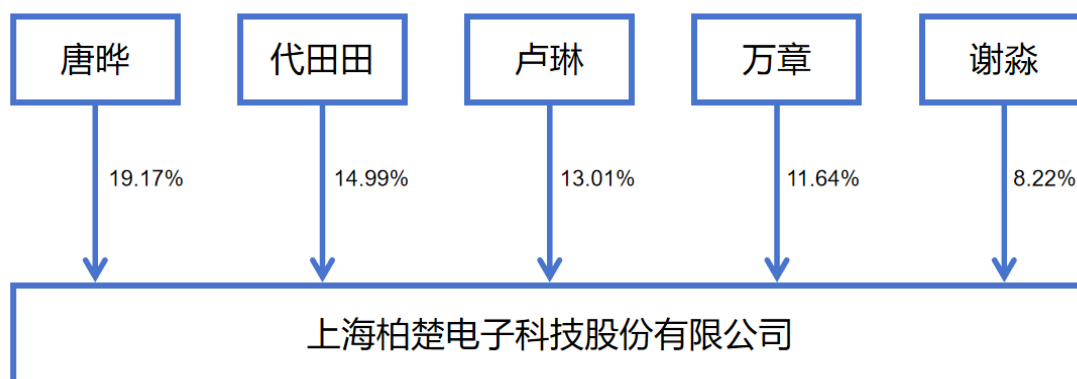 唐晔 代田田 卢琳 万章 谢淼
19.17% 14.99% 13.01% 11.64% 8.22%
上海柏楚电子科技股份有限公司